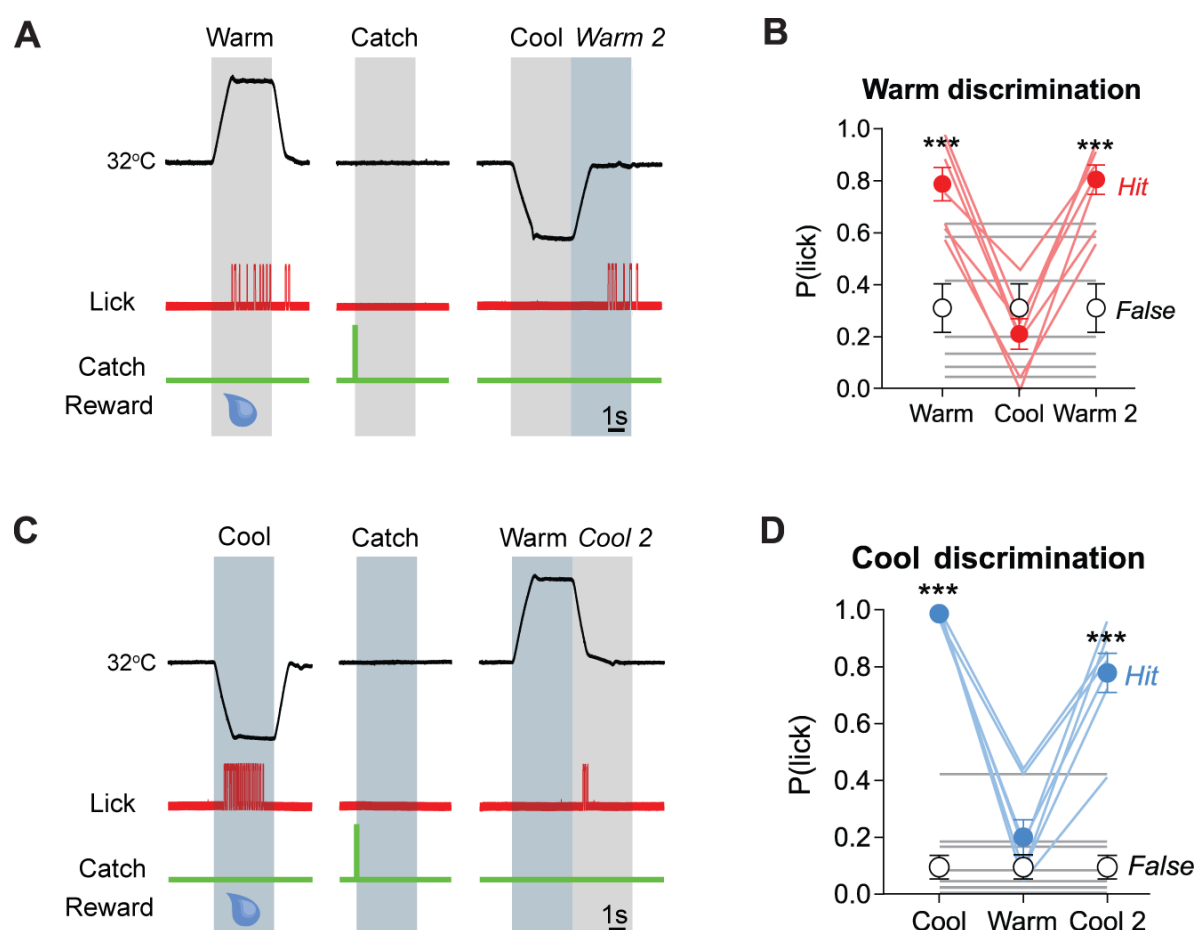 A
Warm Catch Cool Warm 2
32°C
Lick
Catch
Reward
1s
B
Warm discrimination
P(lick)
1.0
0.8
0.6
0.4
0.2
0.0
***
***
Hit
False
Warm Cool Warm 2
C
Cool Catch Warm Cool 2
32°C
Lick
Catch
Reward
1s
D
Cool discrimination
P(lick)
1.0
0.8
0.6
0.4
0.2
0.0
***
***
Hit
False
Cool Warm Cool 2